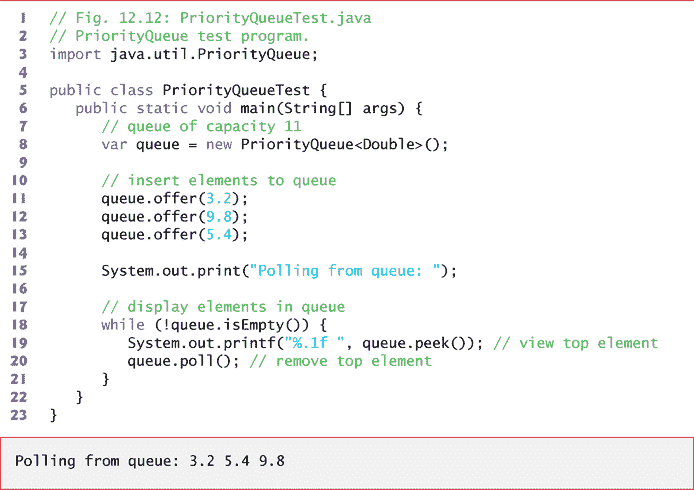 1 // Fig. 12.12: PriorityQueueTest.java
2 // PriorityQueue test program.
3 import java.util.PriorityQueue;
4
5 public class PriorityQueueTest {
6    public static void main(String[] args) {
7       // queue of capacity 11
8       var queue = new PriorityQueue<Double>();
9
10       // insert elements to queue
11       queue.offer(3.2);
12       queue.offer(9.8);
13       queue.offer(5.4);
14
15       System.out.print("Polling from queue: ");
16
17       // display elements in queue
18       while (!queue.isEmpty()) {
19          System.out.printf("%.1f ", queue.peek()); // view top element
20          queue.poll(); // remove top element
21       }
22    }
23 }
Polling from queue: 3.2 5.4 9.8